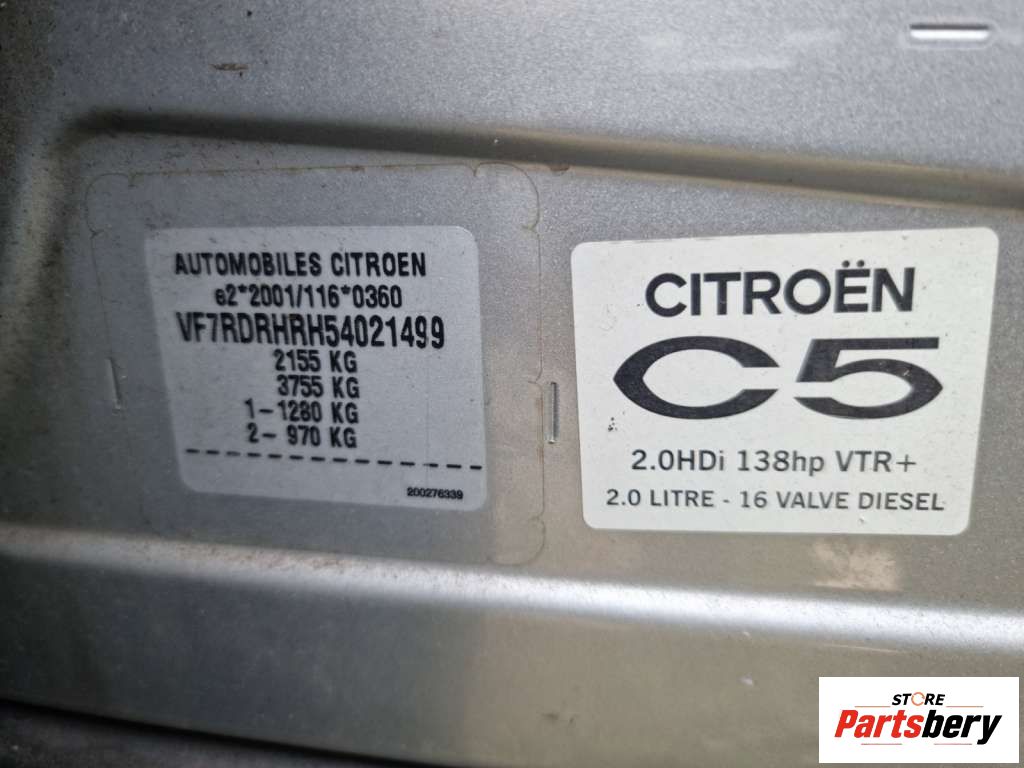 AUTOMOBILES CITROEN
e2*2001/116*0360
VF7RDRHRH54021499
2155 KG
3755 KG
1- 1280 KG
2- 970 KG
200276339
CITROËN
C5
2.0HDi 138hp VTR+
2.0 LITRE - 16 VALVE DIESEL
STORE
Partsbery